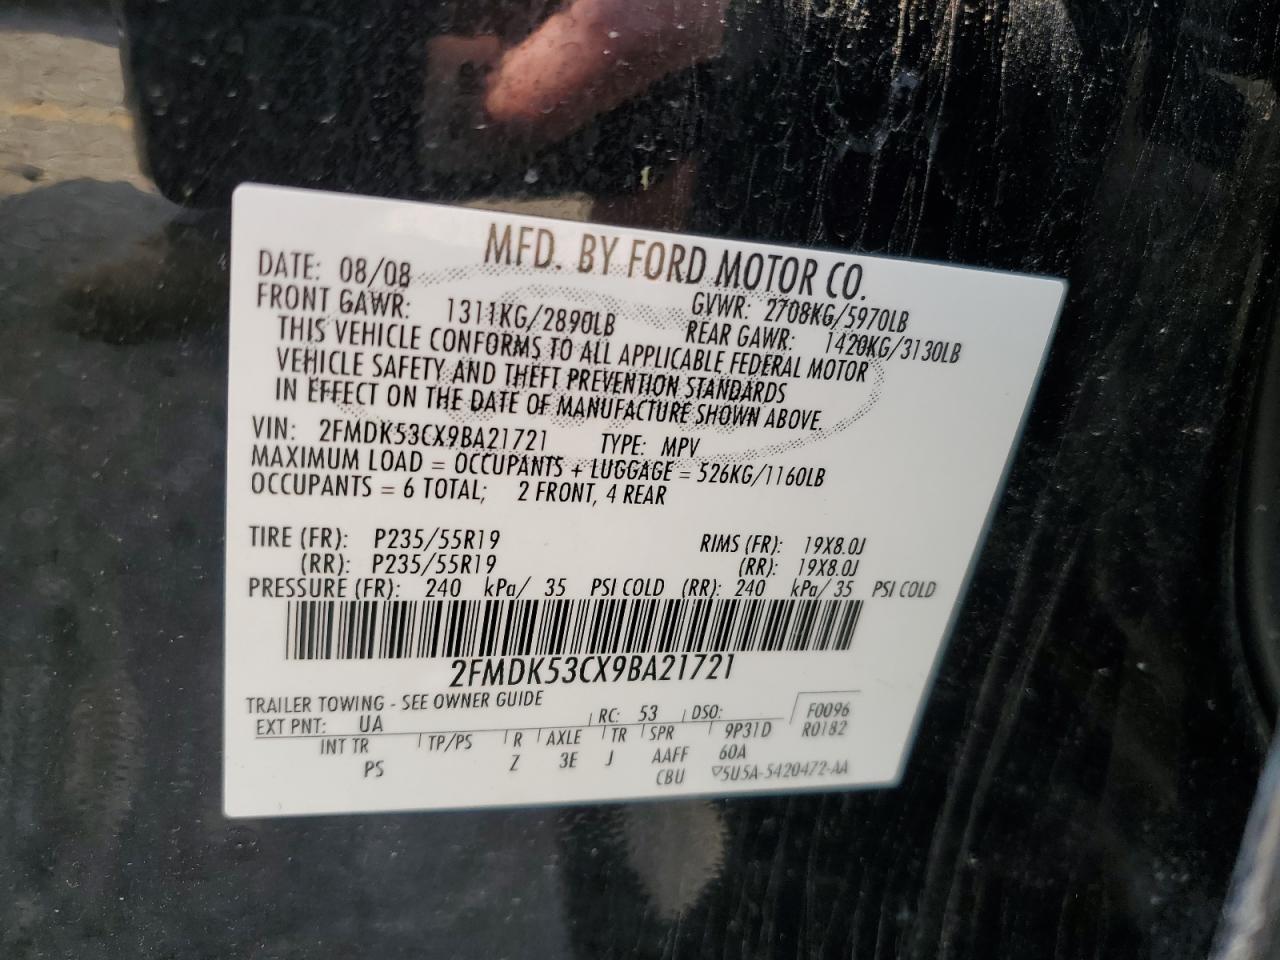 MFD. BY FORD MOTOR CO.
DATE: 08/08 GVWR: 2708KG/5970LB
FRONT GAWR: 1311KG/2890LB REAR GAWR: 1420KG/3130LB
THIS VEHICLE CONFORMS TO ALL APPLICABLE FEDERAL MOTOR
VEHICLE SAFETY AND THEFT PREVENTION STANDARDS
IN EFFECT ON THE DATE OF MANUFACTURE SHOWN ABOVE.
VIN: 2FMDK53CX9BA21721 TYPE: MPV
MAXIMUM LOAD = OCCUPANTS + LUGGAGE = 526KG/1160LB
OCCUPANTS = 6 TOTAL; 2 FRONT, 4 REAR
TIRE (FR): P235/55R19 RIMS (FR): 19X8.0J
(RR): P235/55R19 (RR): 19X8.0J
PRESSURE (FR): 240 kPa/ 35 PSI COLD (RR): 240 kPa/ 35 PSI COLD
2FMDK53CX9BA21721
TRAILER TOWING - SEE OWNER GUIDE
EXT PNT: UA RC: 53 DSO: F0096
INT TR TP/PS R AXLE TR SPR 9P31D R0182
PS Z 3E J AAFF 60A
CBU 5U5A-5420472-AA